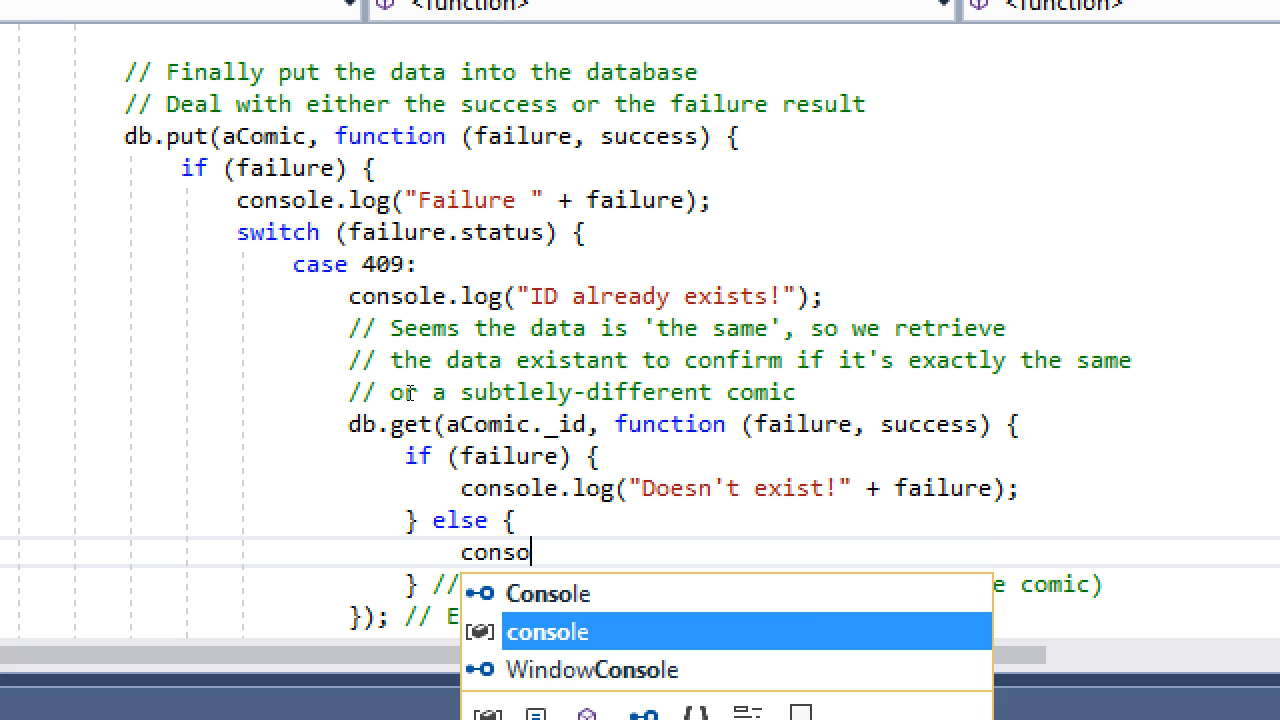 <function>
<function>
// Finally put the data into the database
// Deal with either the success or the failure result
db.put(aComic, function (failure, success) {
if (failure) {
console.log("Failure " + failure);
switch (failure.status) {
case 409:
console.log("ID already exists!");
// Seems the data is 'the same', so we retrieve
// the data existant to confirm if it's exactly the same
// or a subtlely-different comic
db.get(aComic._id, function (failure, success) {
if (failure) {
console.log("Doesn't exist!" + failure);
} else {
conso
} // e comic)
}); // E
Console
console
WindowConsole